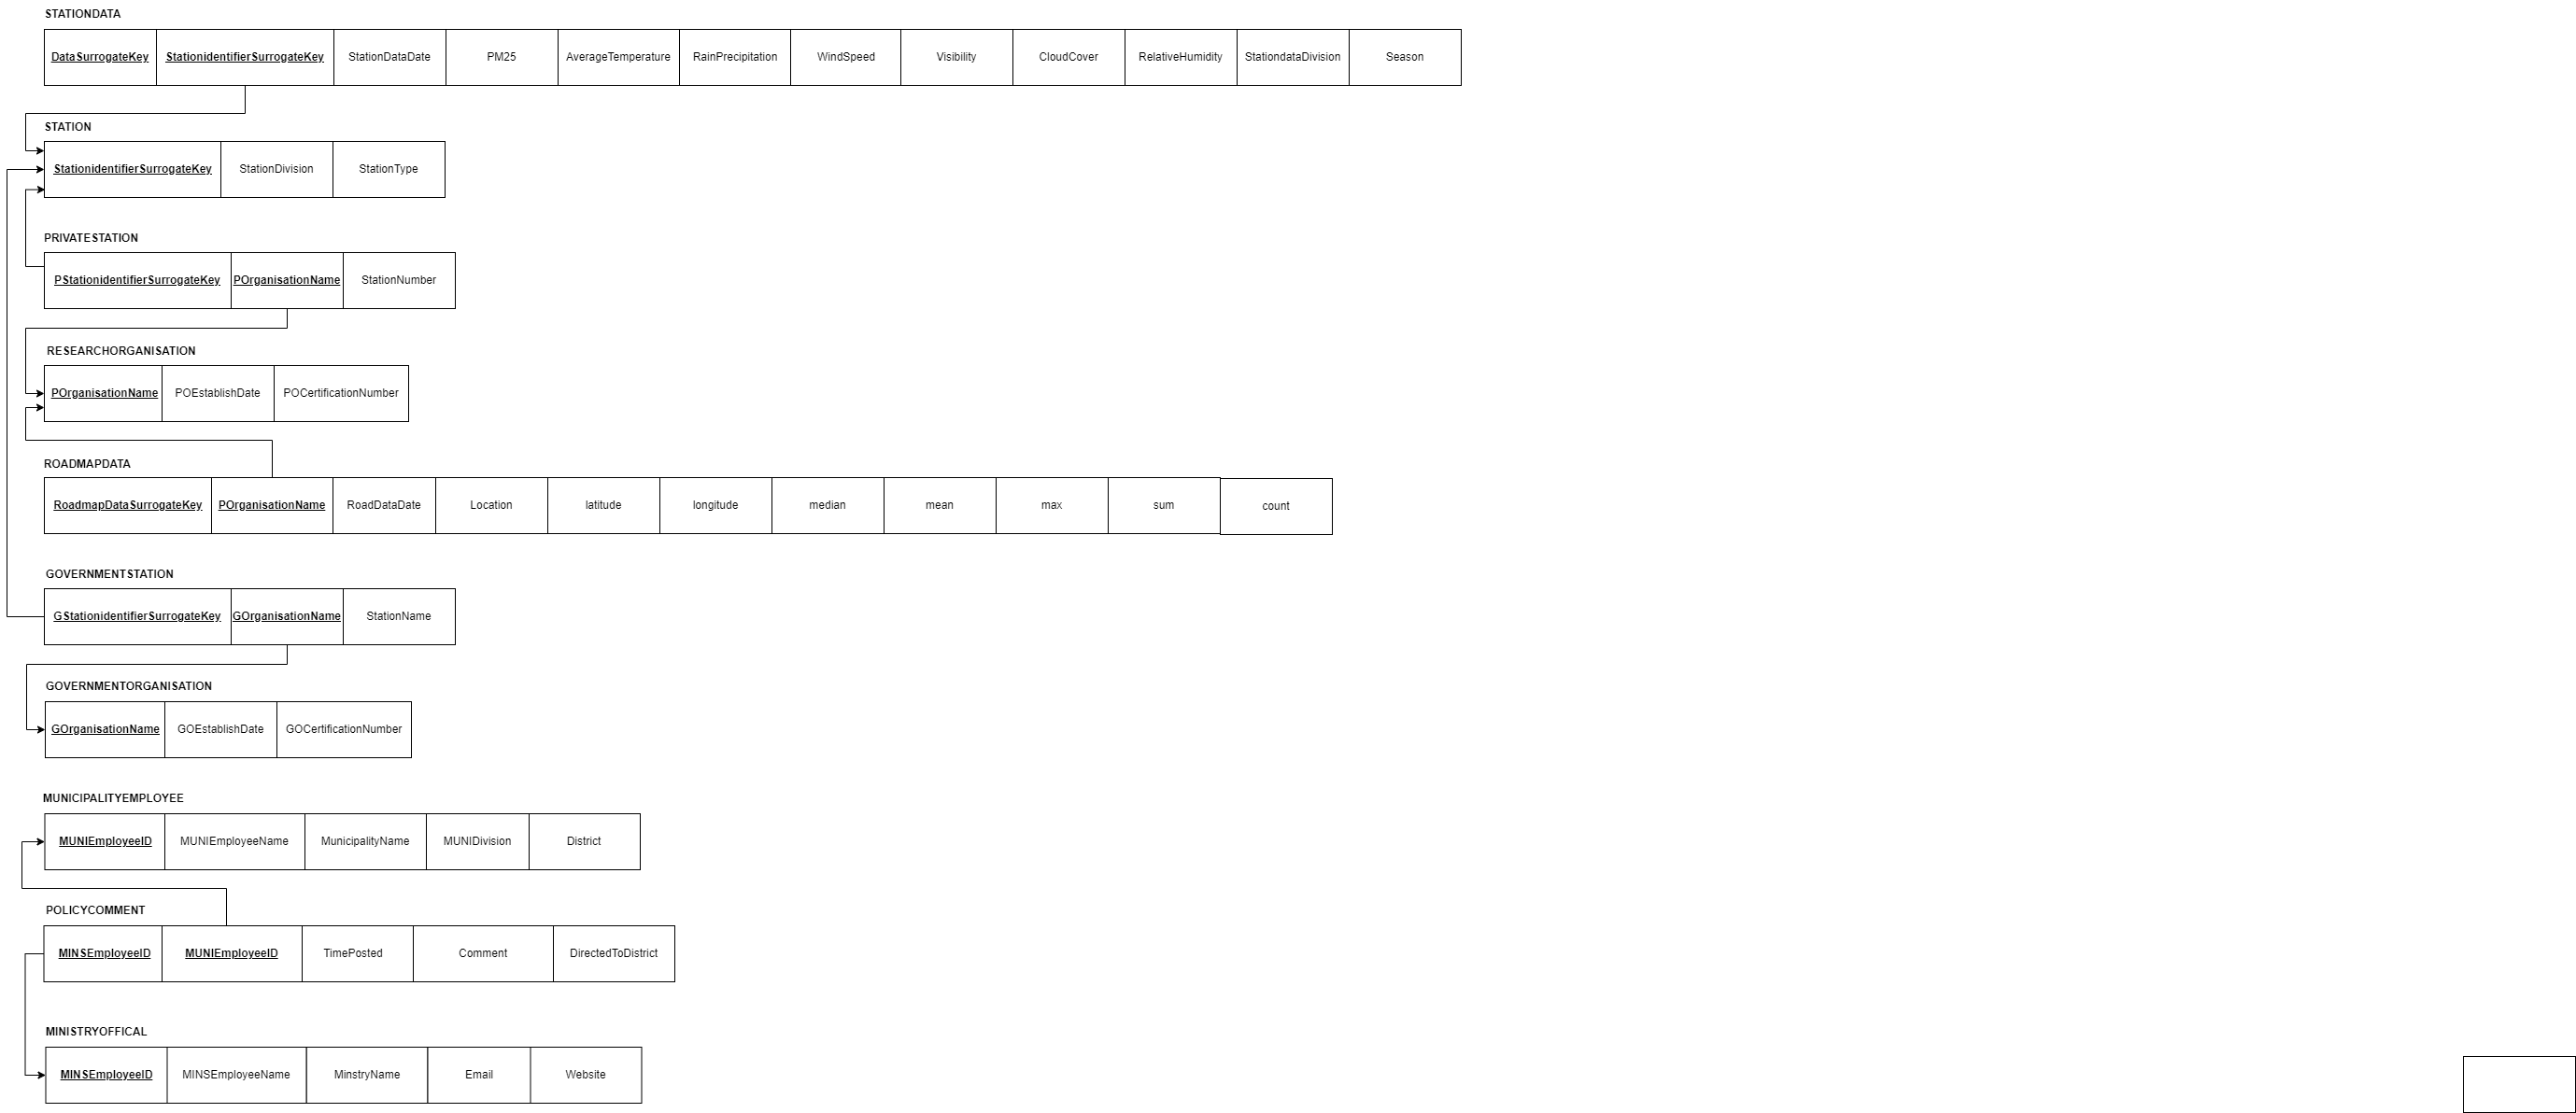 STATIONDATA
DataSurrogateKey StationidentifierSurrogateKey StationDataDate PM25 AverageTemperature RainPrecipitation WindSpeed Visibility CloudCover RelativeHumidity StationdataDivision Season
STATION
StationidentifierSurrogateKey StationDivision StationType
PRIVATESTATION
PStationidentifierSurrogateKey POrganisationName StationNumber
RESEARCHORGANISATION
POrganisationName POEstablishDate POCertificationNumber
ROADMAPDATA
RoadmapDataSurrogateKey POrganisationName RoadDataDate Location latitude longitude median mean max sum count
GOVERNMENTSTATION
GStationidentifierSurrogateKey GOrganisationName StationName
GOVERNMENTORGANISATION
GOrganisationName GOEstablishDate GOCertificationNumber
MUNICIPALITYEMPLOYEE
MUNIEmployeeID MUNIEmployeeName MunicipalityName MUNIDivision District
POLICYCOMMENT
MINSEmployeeID MUNIEmployeeID TimePosted Comment DirectedToDistrict
MINISTRYOFFICAL
MINSEmployeeID MINSEmployeeName MinstryName Email Website